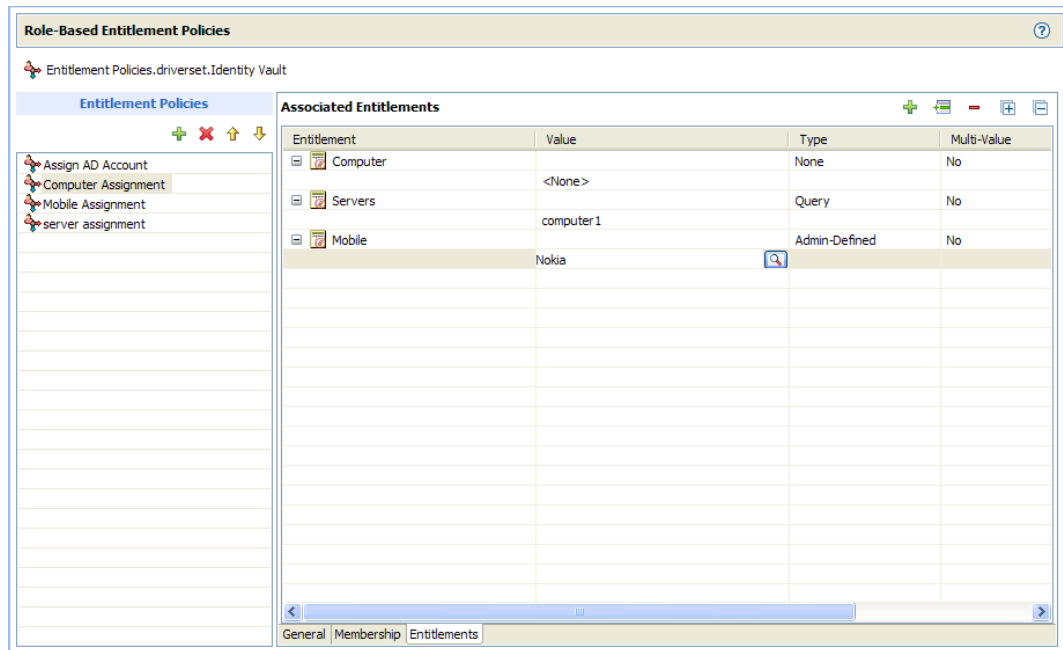 Role-Based Entitlement Policies
Entitlement Policies.driverset.Identity Vault
Entitlement Policies
Assign AD Account
Computer Assignment
Mobile Assignment
server assignment
Associated Entitlements
Entitlement Value Type Multi-Value
Computer None No
<None>
Servers Query No
computer1
Mobile Admin-Defined No
Nokia
General Membership Entitlements